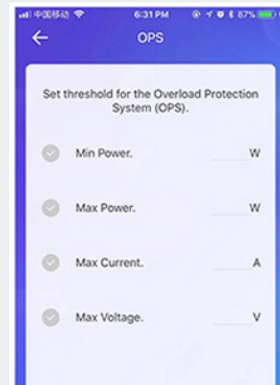 中国移动 6:31 PM 87%
OPS
Set threshold for the Overload Protection
System (OPS).
Min Power. W
Max Power. W
Max Current. A
Max Voltage. V